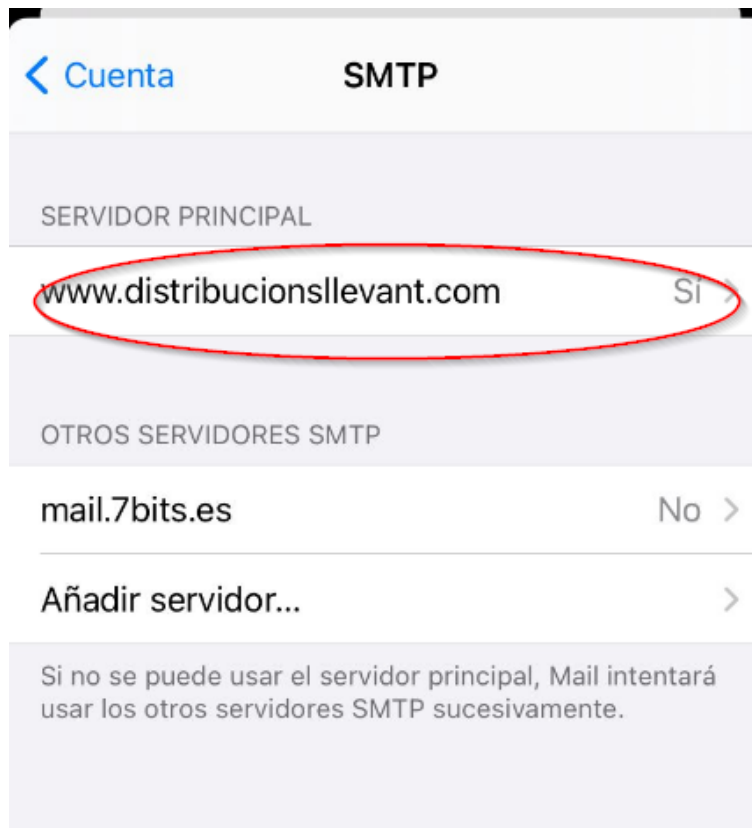 Cuenta
SMTP
SERVIDOR PRINCIPAL
www.distribucionsllevant.com Sí
OTROS SERVIDORES SMTP
mail.7bits.es No
Añadir servidor...
Si no se puede usar el servidor principal, Mail intentará
usar los otros servidores SMTP sucesivamente.